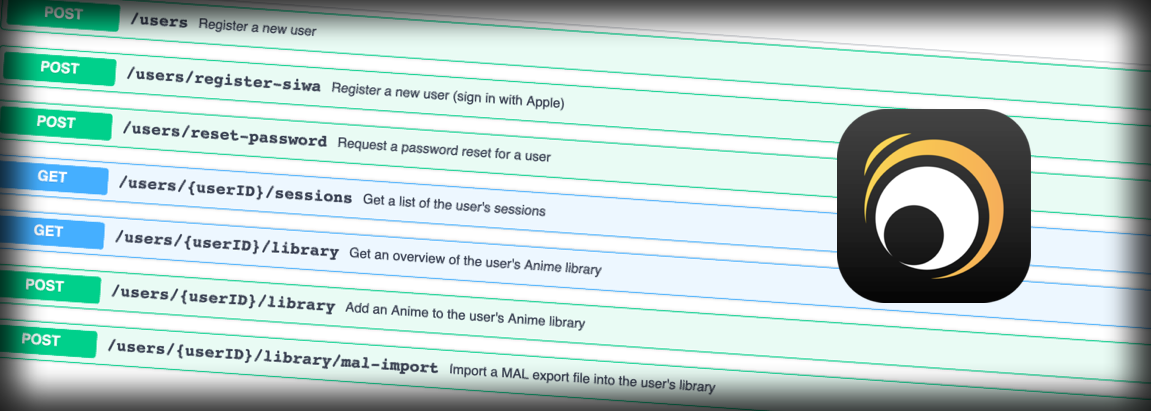 POST /users Register a new user
POST /users/register-siwa Register a new user (sign in with Apple)
POST /users/reset-password Request a password reset for a user
GET /users/{userID}/sessions Get a list of the user's sessions
GET /users/{userID}/library Get an overview of the user's Anime library
POST /users/{userID}/library Add an Anime to the user's Anime library
POST /users/{userID}/library/mal-import Import a MAL export file into the user's library